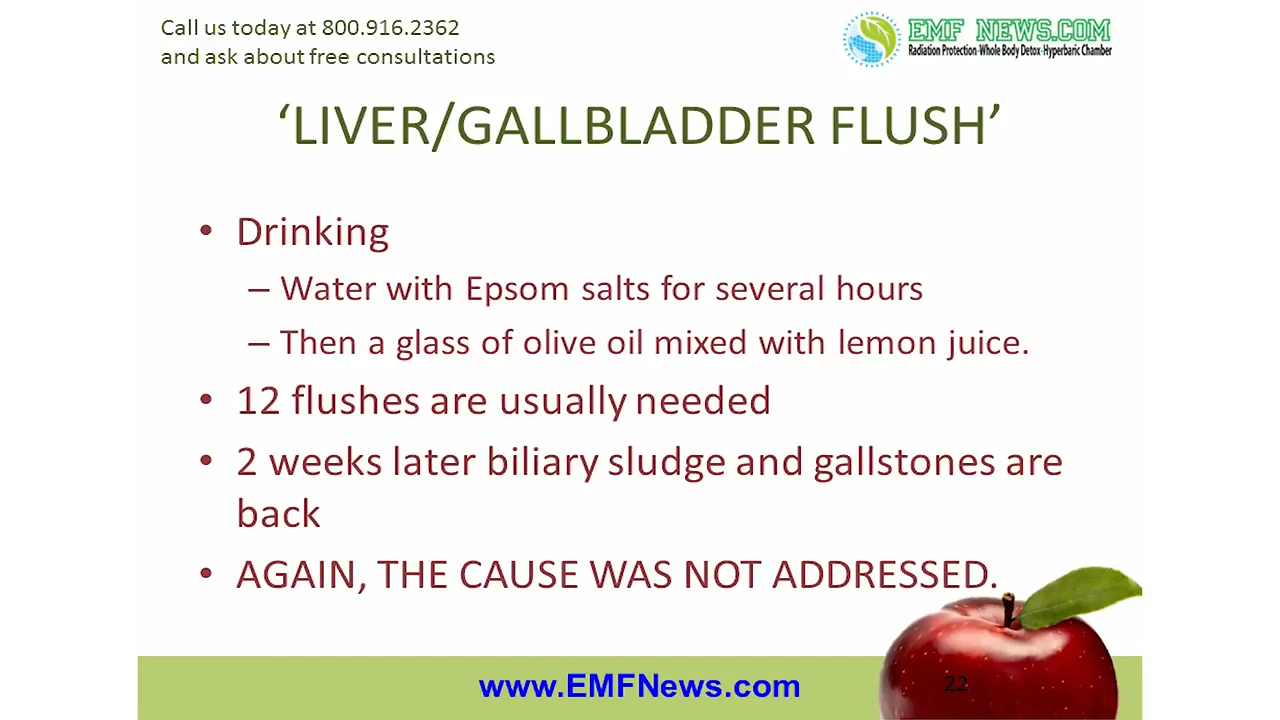 Call us today at 800.916.2362
and ask about free consultations
EMF NEWS.COM
Radiation Protection-Whole Body Detox-Hyperbaric Chamber
‘LIVER/GALLBLADDER FLUSH’
• Drinking
– Water with Epsom salts for several hours
– Then a glass of olive oil mixed with lemon juice.
• 12 flushes are usually needed
• 2 weeks later biliary sludge and gallstones are
back
• AGAIN, THE CAUSE WAS NOT ADDRESSED.
www.EMFNews.com
22